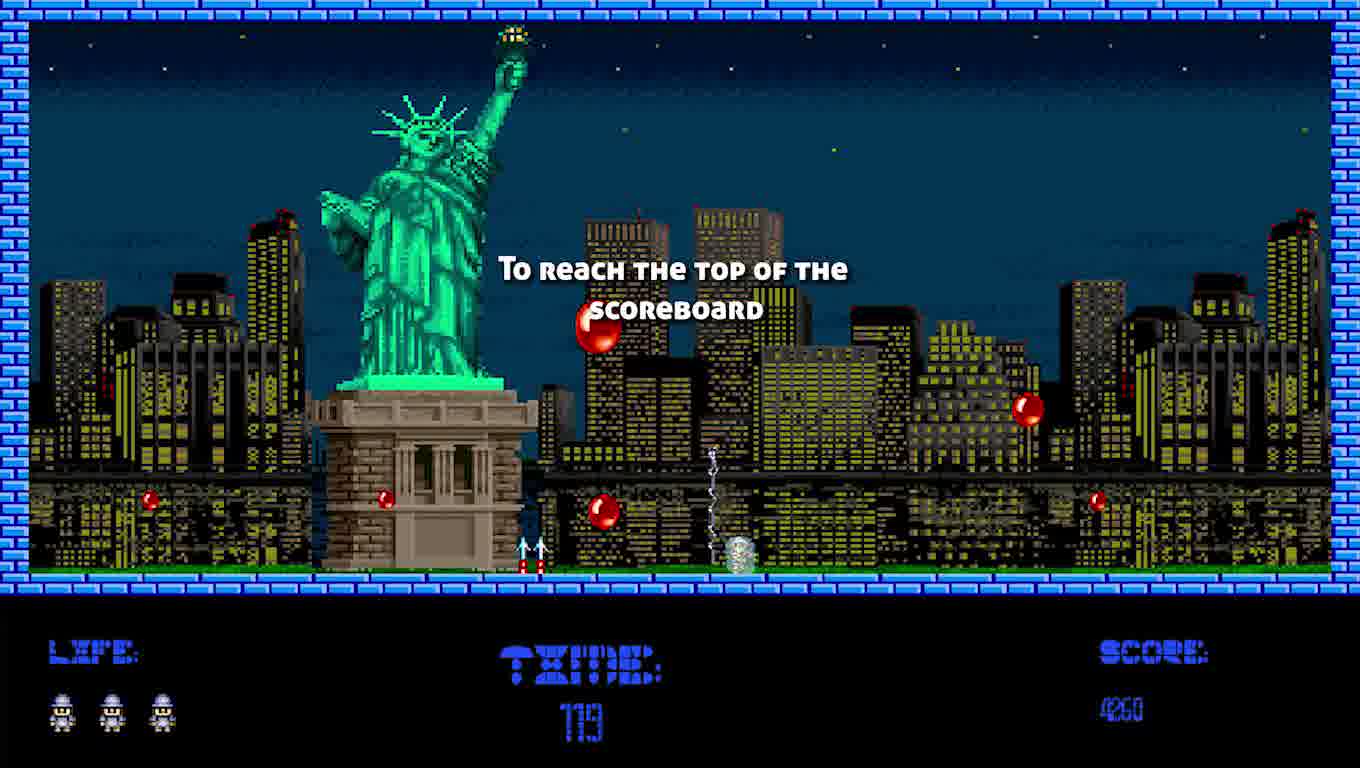 To reach the top of the
scoreboard
LIFE:
TIME:
SCORE:
119
4260